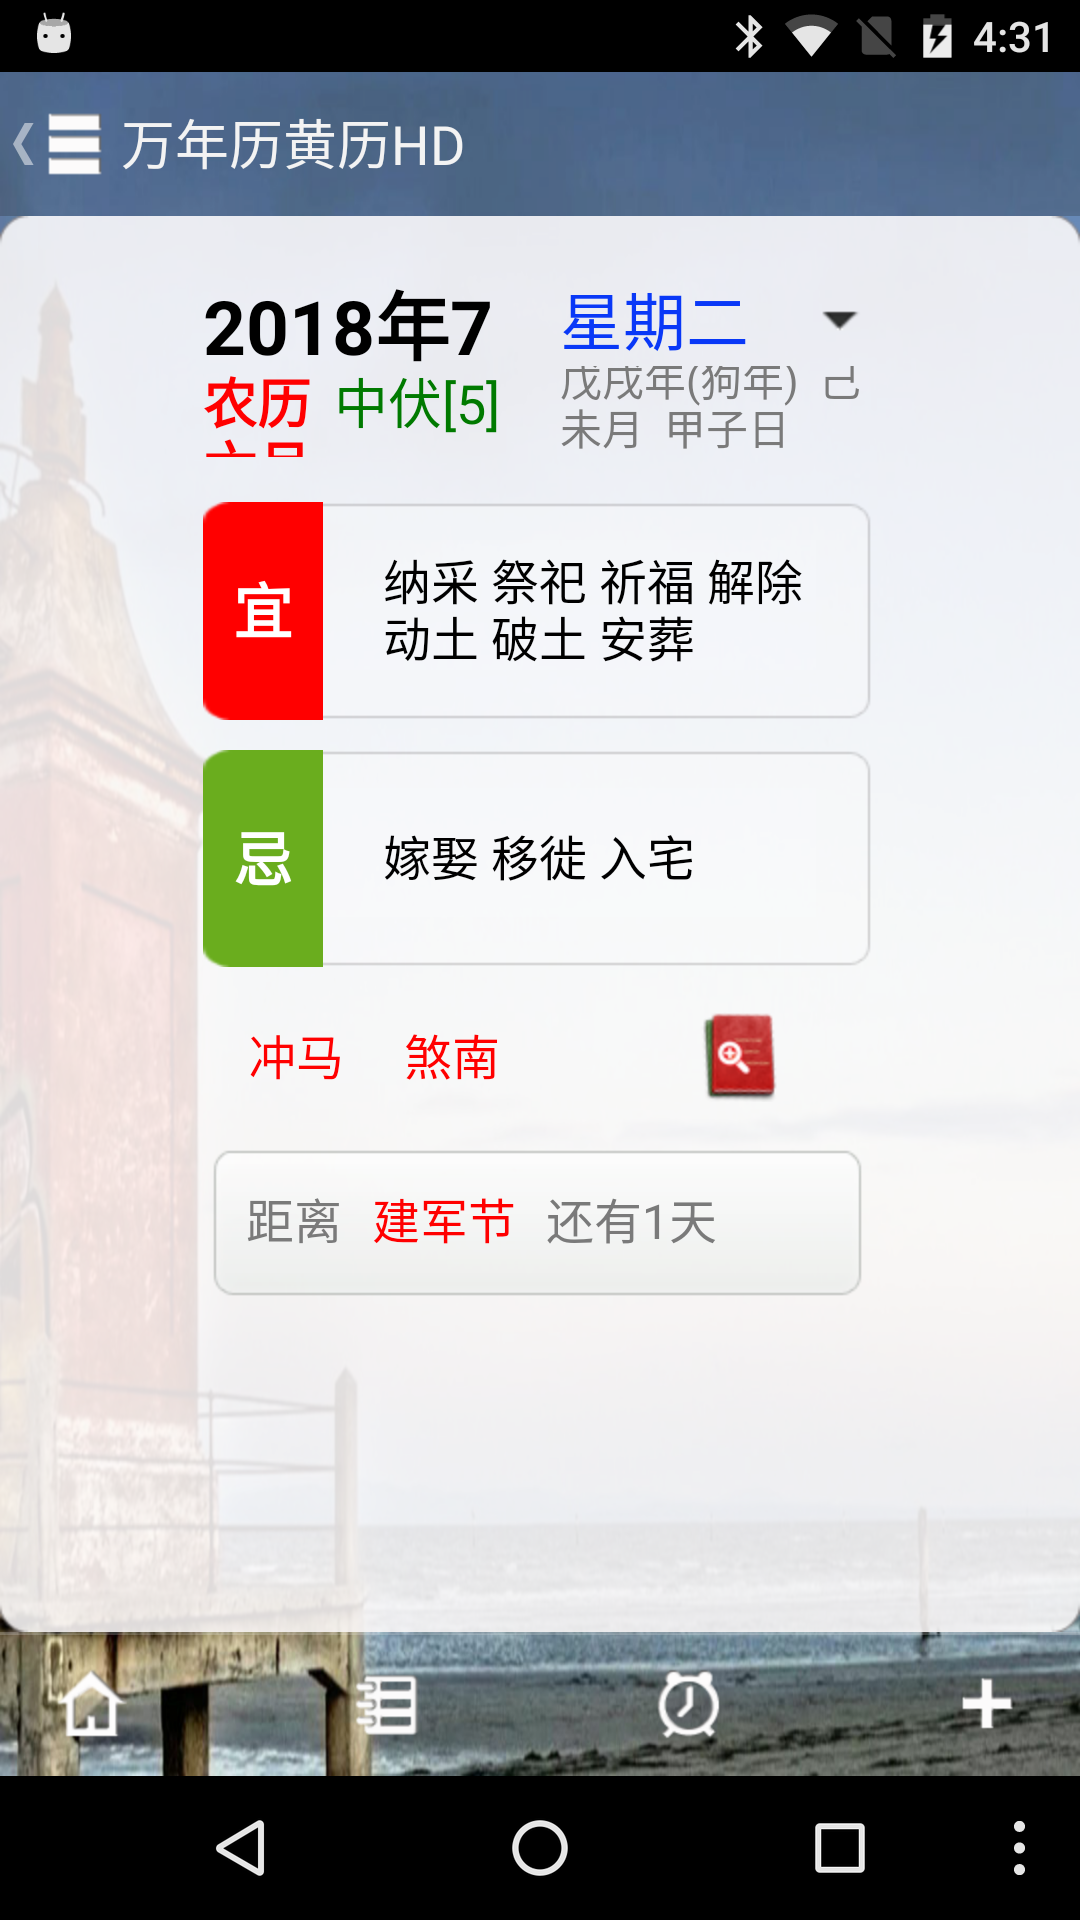 4:31
万年历黄历HD
2018年7
星期二
农历
中伏[5]
戊戌年(狗年) 己
未月 甲子日
宜
纳采 祭祀 祈福 解除
动土 破土 安葬
忌
嫁娶 移徙 入宅
冲马 煞南
距离 建军节 还有1天